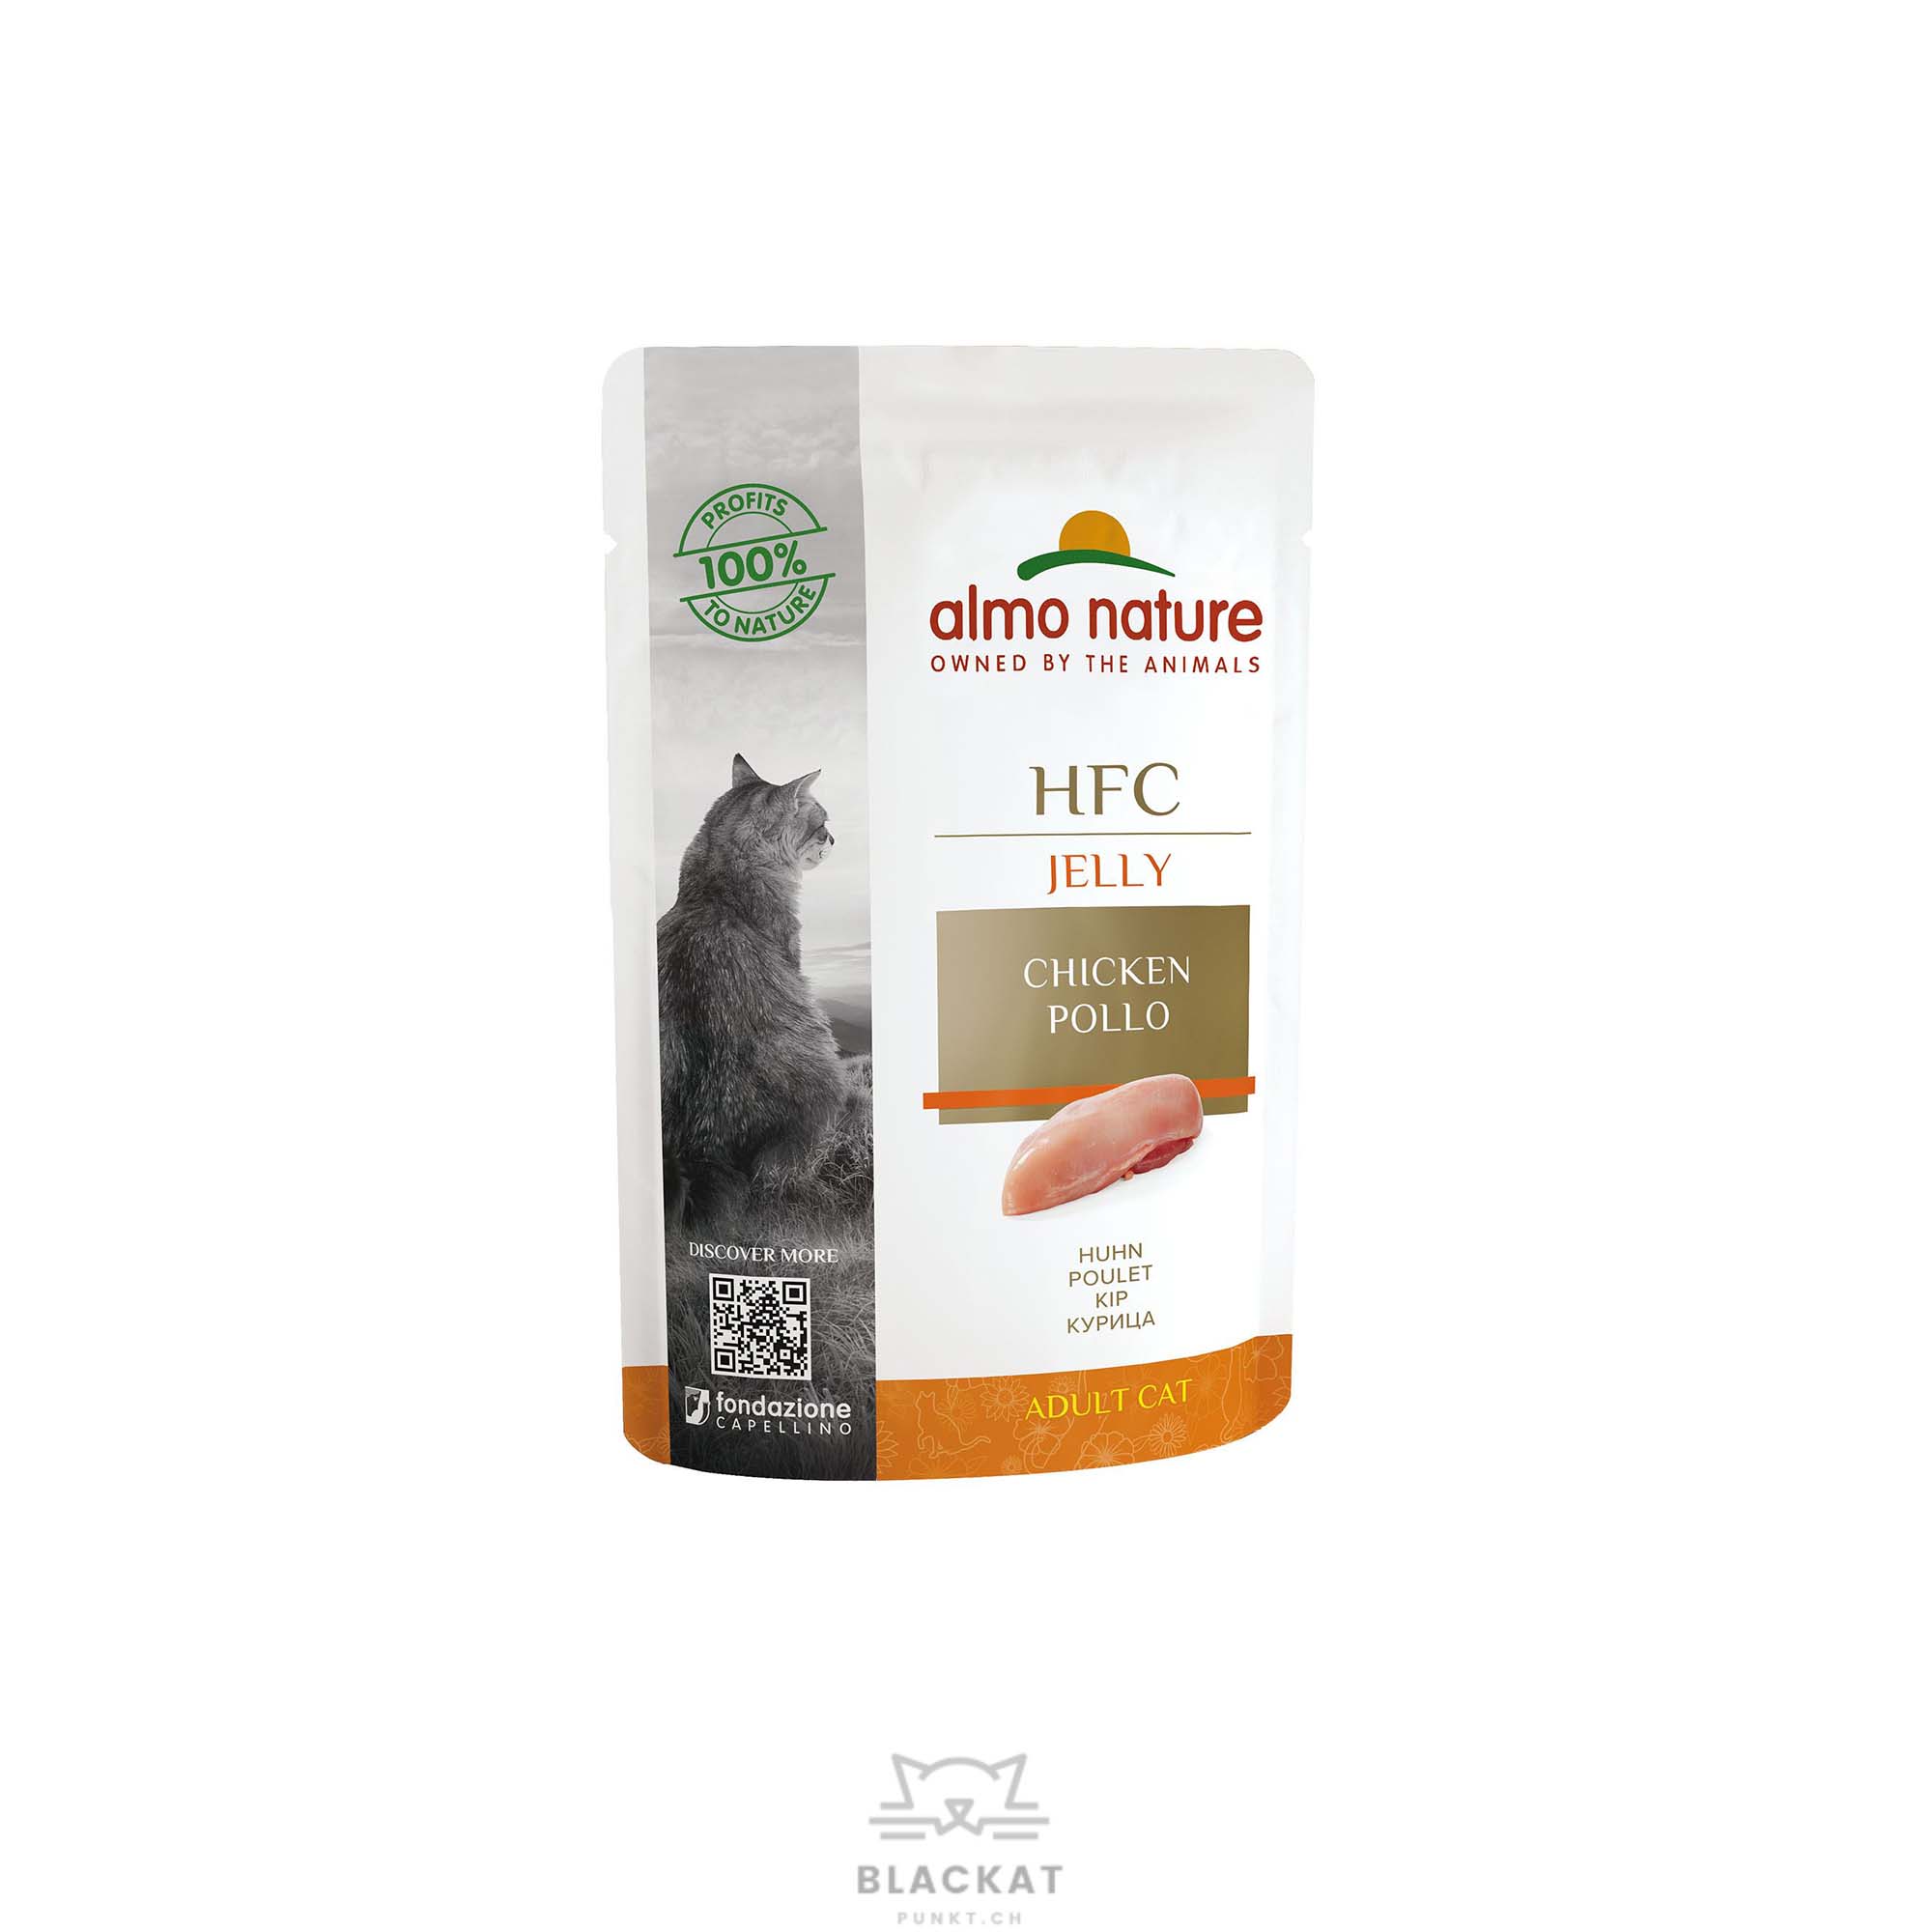 PROFITS
100%
TO NATURE
almo nature
OWNED BY THE ANIMALS
HFC
JELLY
CHICKEN
POLLO
HUHN
POULET
KIP
КУРИЦА
DISCOVER MORE
fondazione
CAPELLINO
ADULT CAT
BLACKAT
PUNKT.CH